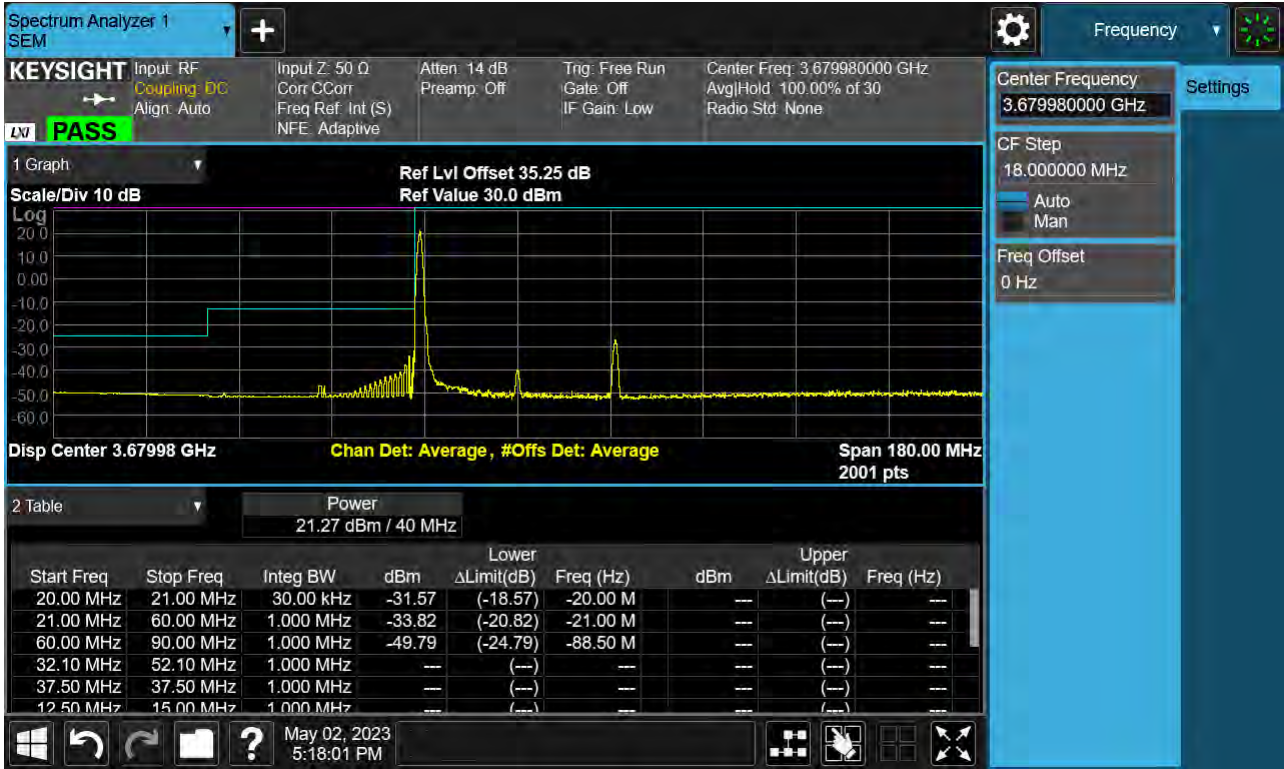 Spectrum Analyzer 1
SEM
+
Frequency
KEYSIGHT
Input: RF
Coupling: DC
Align: Auto
Input Z: 50 Ω
Corr CCorr
Freq Ref: Int (S)
NFE: Adaptive
Atten: 14 dB
Preamp: Off
Trig: Free Run
Gate: Off
IF Gain: Low
Center Freq: 3.679980000 GHz
Avg|Hold: 100.00% of 30
Radio Std: None
LXI
PASS
Center Frequency
3.679980000 GHz
Settings
CF Step
18.000000 MHz
Auto
Man
Freq Offset
0 Hz
1 Graph
Scale/Div 10 dB
Ref Lvl Offset 35.25 dB
Ref Value 30.0 dBm
Log
20.0
10.0
0.00
-10.0
-20.0
-30.0
-40.0
-50.0
-60.0
Disp Center 3.67998 GHz
Chan Det: Average , #Offs Det: Average
Span 180.00 MHz
2001 pts
2 Table
Power
21.27 dBm / 40 MHz
Lower Upper
Start Freq Stop Freq Integ BW dBm ΔLimit(dB) Freq (Hz) dBm ΔLimit(dB) Freq (Hz)
20.00 MHz 21.00 MHz 30.00 kHz -31.57 (-18.57) -20.00 M --- (---) ---
21.00 MHz 60.00 MHz 1.000 MHz -33.82 (-20.82) -21.00 M --- (---) ---
60.00 MHz 90.00 MHz 1.000 MHz -49.79 (-24.79) -88.50 M --- (---) ---
32.10 MHz 52.10 MHz 1.000 MHz --- (---) --- --- (---) ---
37.50 MHz 37.50 MHz 1.000 MHz --- (---) --- --- (---) ---
12.50 MHz 15.00 MHz 1.000 MHz --- (---) --- --- (---) ---
?
May 02, 2023
5:18:01 PM